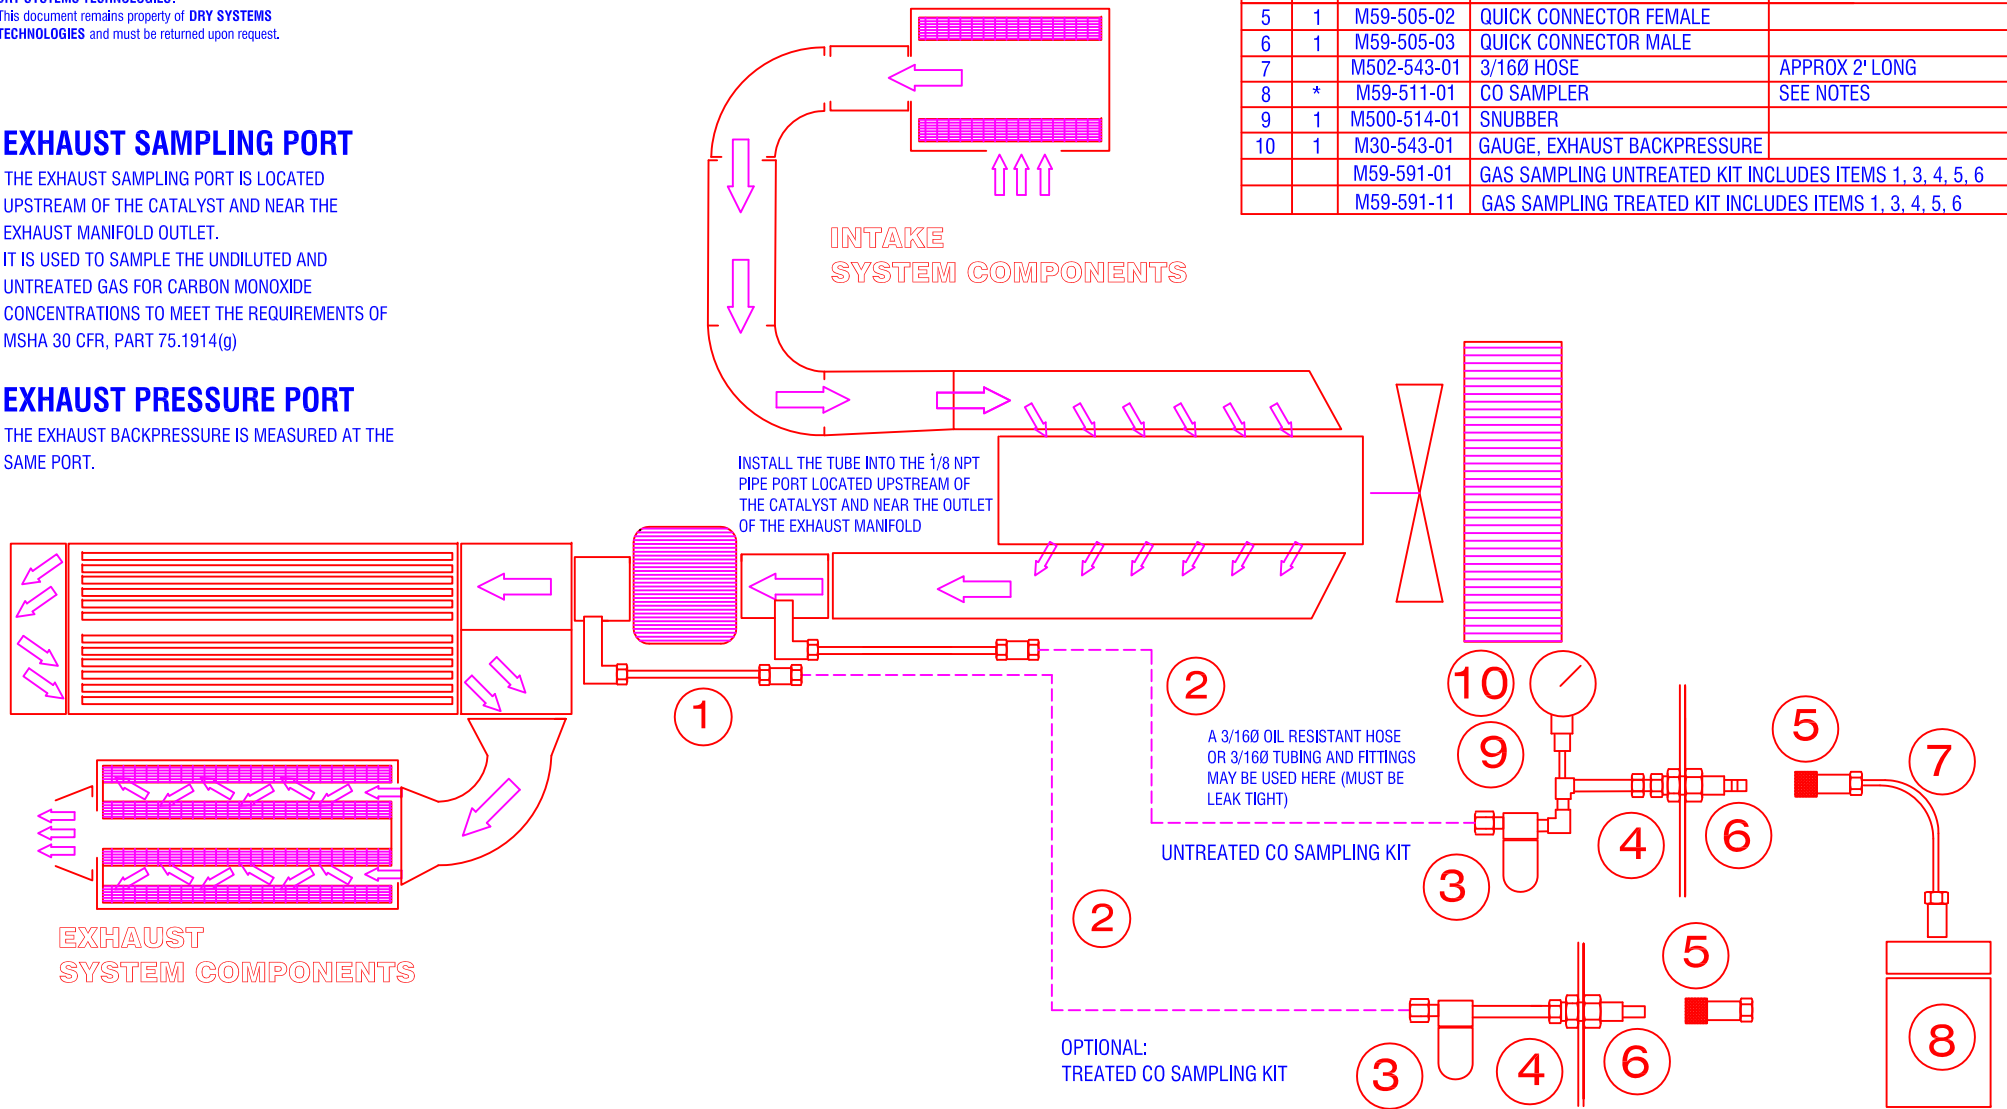 DRY SYSTEMS TECHNOLOGIES.
This document remains property of DRY SYSTEMS
TECHNOLOGIES and must be returned upon request.
5 1 M59-505-02 QUICK CONNECTOR FEMALE
6 1 M59-505-03 QUICK CONNECTOR MALE
7 M502-543-01 3/16Ø HOSE APPROX 2' LONG
8 * M59-511-01 CO SAMPLER SEE NOTES
9 1 M500-514-01 SNUBBER
10 1 M30-543-01 GAUGE, EXHAUST BACKPRESSURE
M59-591-01 GAS SAMPLING UNTREATED KIT INCLUDES ITEMS 1, 3, 4, 5, 6
M59-591-11 GAS SAMPLING TREATED KIT INCLUDES ITEMS 1, 3, 4, 5, 6
EXHAUST SAMPLING PORT
THE EXHAUST SAMPLING PORT IS LOCATED
UPSTREAM OF THE CATALYST AND NEAR THE
EXHAUST MANIFOLD OUTLET.
IT IS USED TO SAMPLE THE UNDILUTED AND
UNTREATED GAS FOR CARBON MONOXIDE
CONCENTRATIONS TO MEET THE REQUIREMENTS OF
MSHA 30 CFR, PART 75.1914(g)
EXHAUST PRESSURE PORT
THE EXHAUST BACKPRESSURE IS MEASURED AT THE
SAME PORT.
INTAKE
SYSTEM COMPONENTS
INSTALL THE TUBE INTO THE 1/8 NPT
PIPE PORT LOCATED UPSTREAM OF
THE CATALYST AND NEAR THE OUTLET
OF THE EXHAUST MANIFOLD
1
2
10
9
5
7
A 3/16Ø OIL RESISTANT HOSE
OR 3/16Ø TUBING AND FITTINGS
MAY BE USED HERE (MUST BE
LEAK TIGHT)
UNTREATED CO SAMPLING KIT
3
4
6
2
5
EXHAUST
SYSTEM COMPONENTS
OPTIONAL:
TREATED CO SAMPLING KIT
3
4
6
8